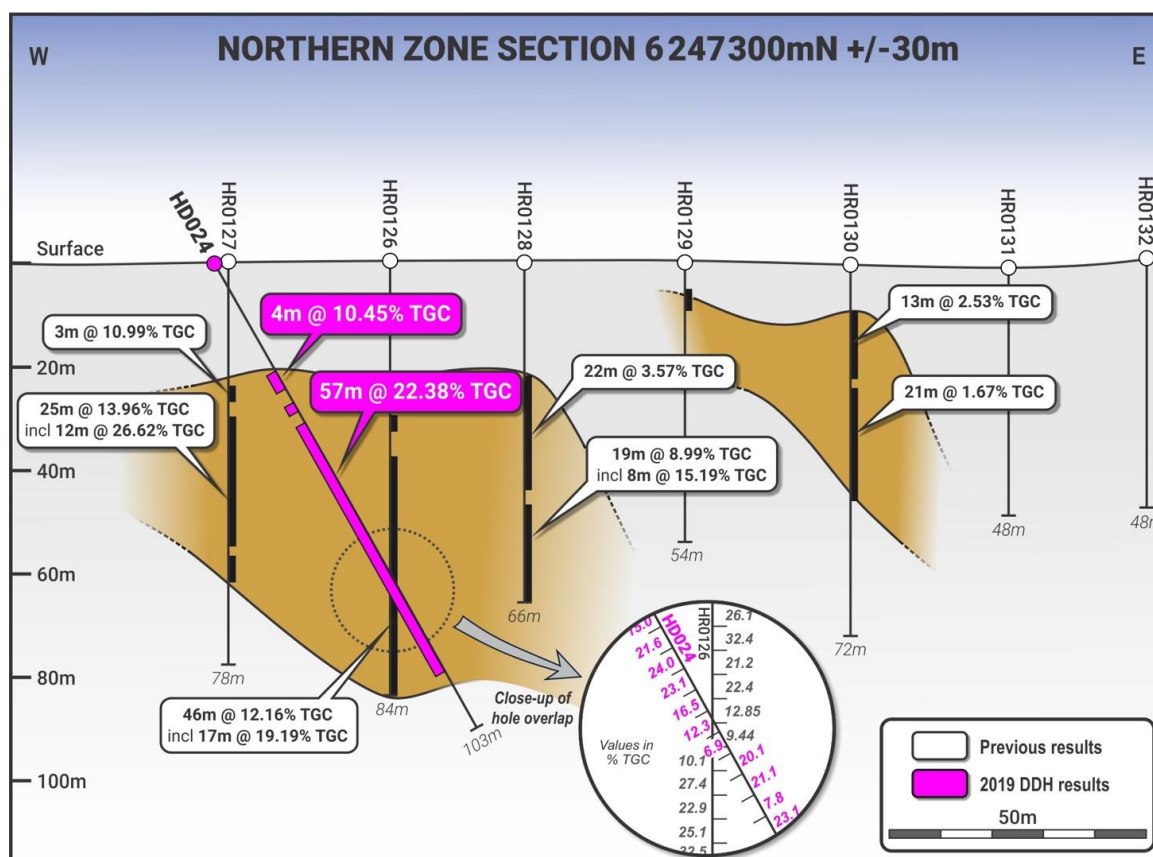 NORTHERN ZONE SECTION 6 247300mN +/-30m
W
E
HD024
HR0127
HR0126
HR0128
HR0129
HR0130
HR0131
HR0132
Surface
20m
40m
60m
80m
100m
3m @ 10.99% TGC
25m @ 13.96% TGC
incl 12m @ 26.62% TGC
4m @ 10.45% TGC
57m @ 22.38% TGC
22m @ 3.57% TGC
19m @ 8.99% TGC
incl 8m @ 15.19% TGC
13m @ 2.53% TGC
21m @ 1.67% TGC
46m @ 12.16% TGC
incl 17m @ 19.19% TGC
78m
84m
103m
66m
54m
72m
48m
48m
Close-up of
hole overlap
Values in
% TGC
HD024
HR0126
15.0
21.6
24.0
23.1
16.5
12.3
6.9
20.1
21.1
7.8
23.1
26.1
32.4
21.2
22.4
12.85
9.44
10.1
27.4
22.9
25.1
Previous results
2019 DDH results
50m